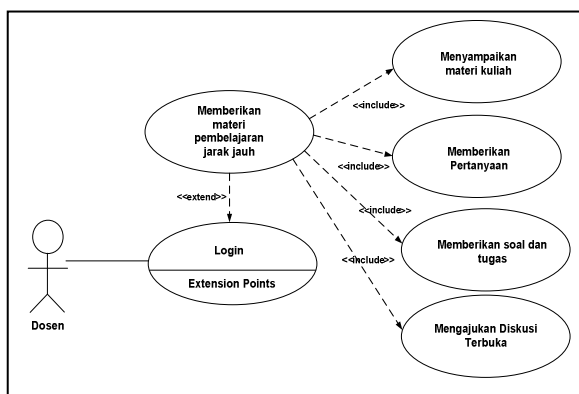 Menyampaikan
materi kuliah
Memberikan
materi
pembelajaran
jarak jauh
<<include>>
Memberikan
Pertanyaan
<<include>>
<<extend>>
<<include>>
Login
Extension Points
Memberikan soal dan
tugas
<<include>>
Mengajukan Diskusi
Terbuka
Dosen